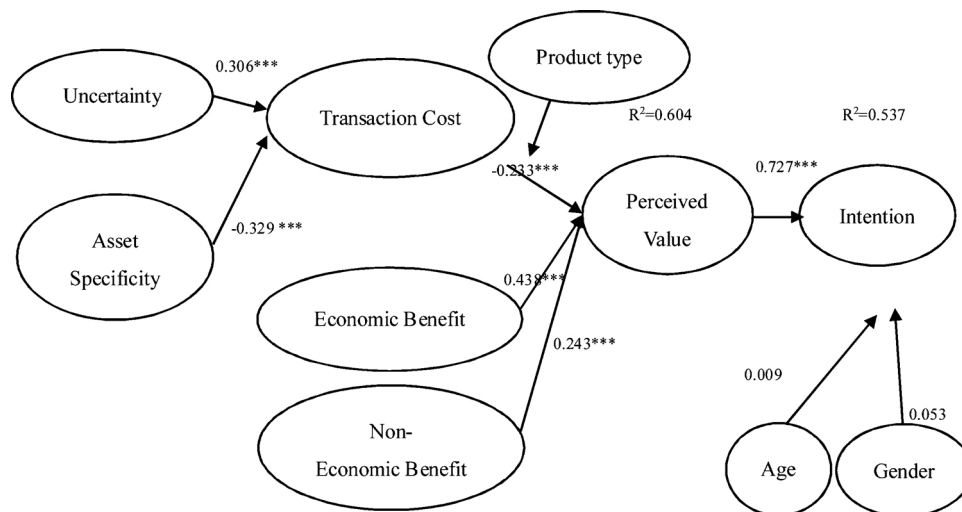 Product type
0.306***
Uncertainty
Transaction Cost
R²=0.604
R²=0.537
-0.233***
0.727***
Perceived
Value
Intention
Asset
Specificity
-0.329 ***
0.438***
Economic Benefit
0.243***
0.009
0.053
Non-
Economic Benefit
Age
Gender